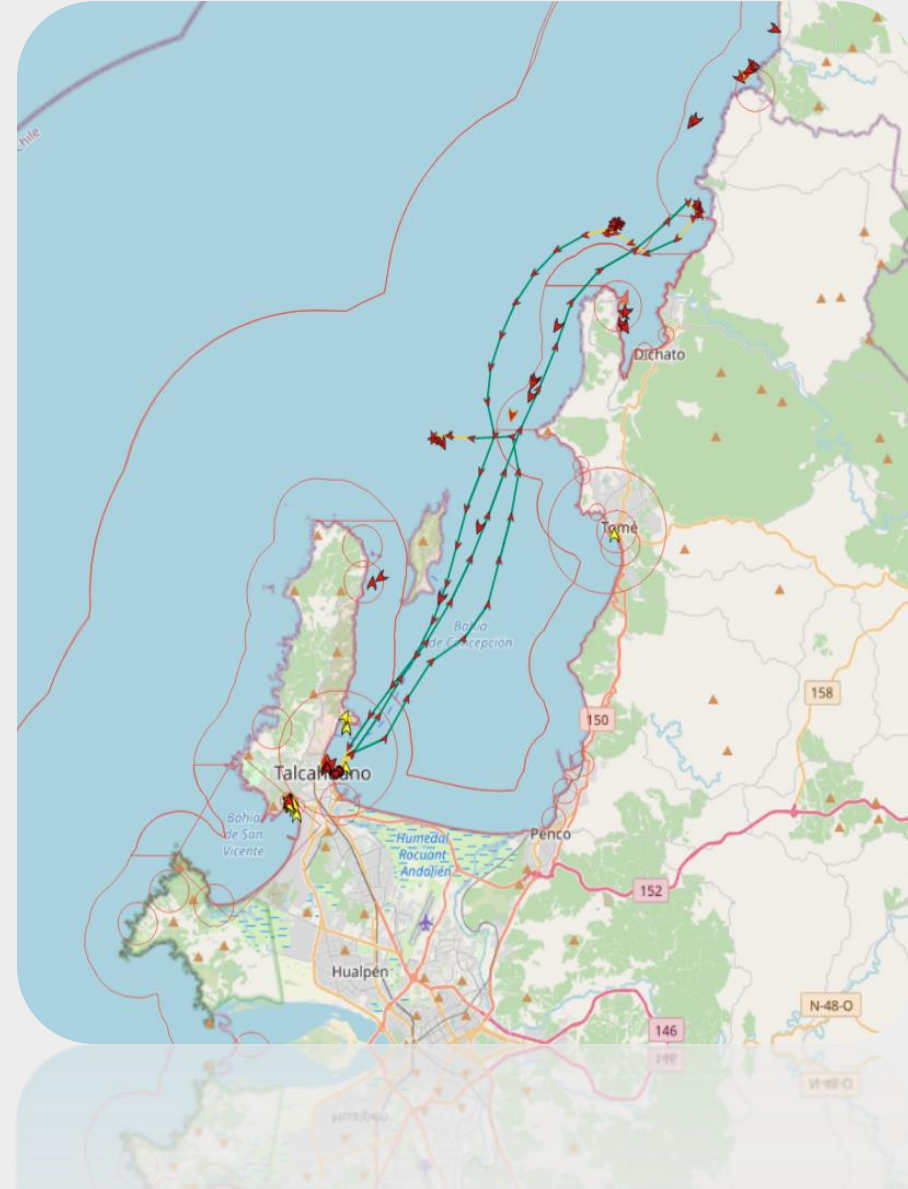 Chile
Dichato
Tomé
Bahía
de Concepción
158
150
Talcahuano
Bahía
de San
Vicente
Penco
Humedal
Rocuant
Andalién
152
Hualpén
N-48-O
146